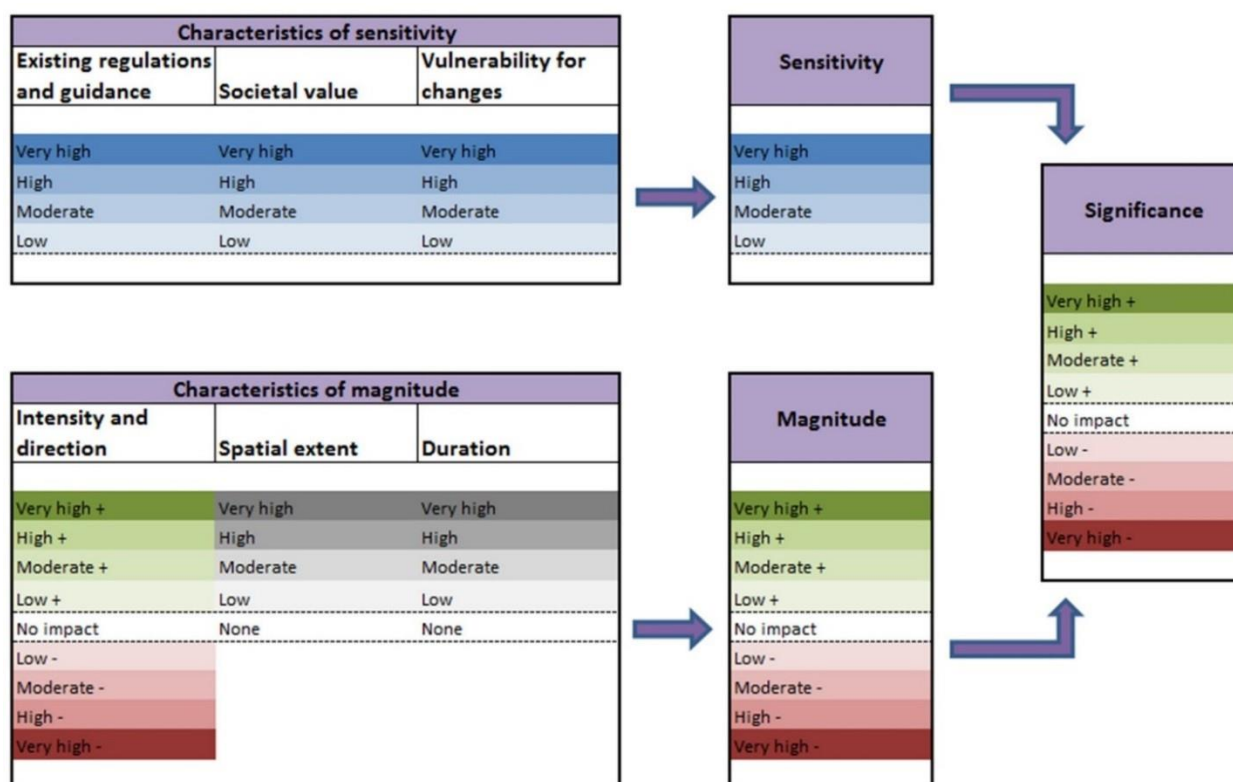 Characteristics of sensitivity
Existing regulations and guidance Societal value Vulnerability for changes
Very high Very high Very high
High High High
Moderate Moderate Moderate
Low Low Low
Sensitivity
Very high
High
Moderate
Low
Characteristics of magnitude
Intensity and direction Spatial extent Duration
Very high + Very high Very high
High + High High
Moderate + Moderate Moderate
Low + Low Low
No impact None None
Low -
Moderate -
High -
Very high -
Magnitude
Very high +
High +
Moderate +
Low +
No impact
Low -
Moderate -
High -
Very high -
Significance
Very high +
High +
Moderate +
Low +
No impact
Low -
Moderate -
High -
Very high -